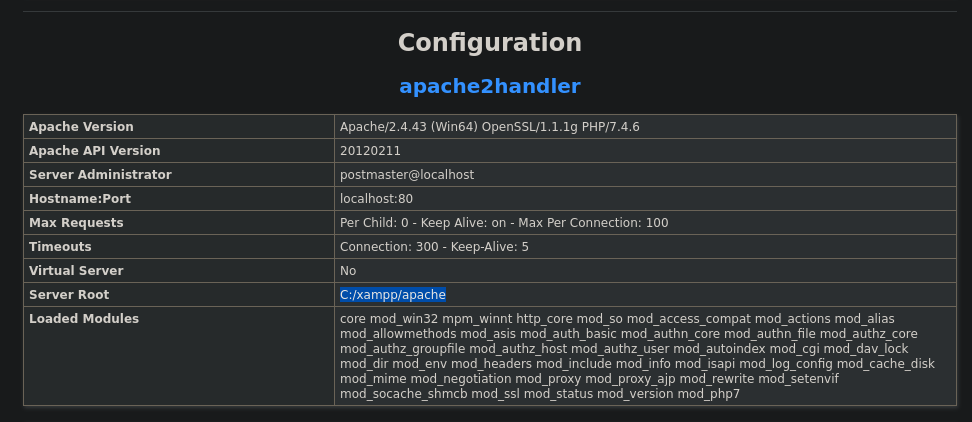 Configuration
apache2handler
Apache Version Apache/2.4.43 (Win64) OpenSSL/1.1.1g PHP/7.4.6
Apache API Version 20120211
Server Administrator postmaster@localhost
Hostname:Port localhost:80
Max Requests Per Child: 0 - Keep Alive: on - Max Per Connection: 100
Timeouts Connection: 300 - Keep-Alive: 5
Virtual Server No
Server Root C:/xampp/apache
Loaded Modules core mod_win32 mpm_winnt http_core mod_so mod_access_compat mod_actions mod_alias
mod_allowmethods mod_asis mod_auth_basic mod_authn_core mod_authn_file mod_authz_core
mod_authz_groupfile mod_authz_host mod_authz_user mod_autoindex mod_cgi mod_dav_lock
mod_dir mod_env mod_headers mod_include mod_info mod_isapi mod_log_config mod_cache_disk
mod_mime mod_negotiation mod_proxy mod_proxy_ajp mod_rewrite mod_setenvif
mod_socache_shmcb mod_ssl mod_status mod_version mod_php7